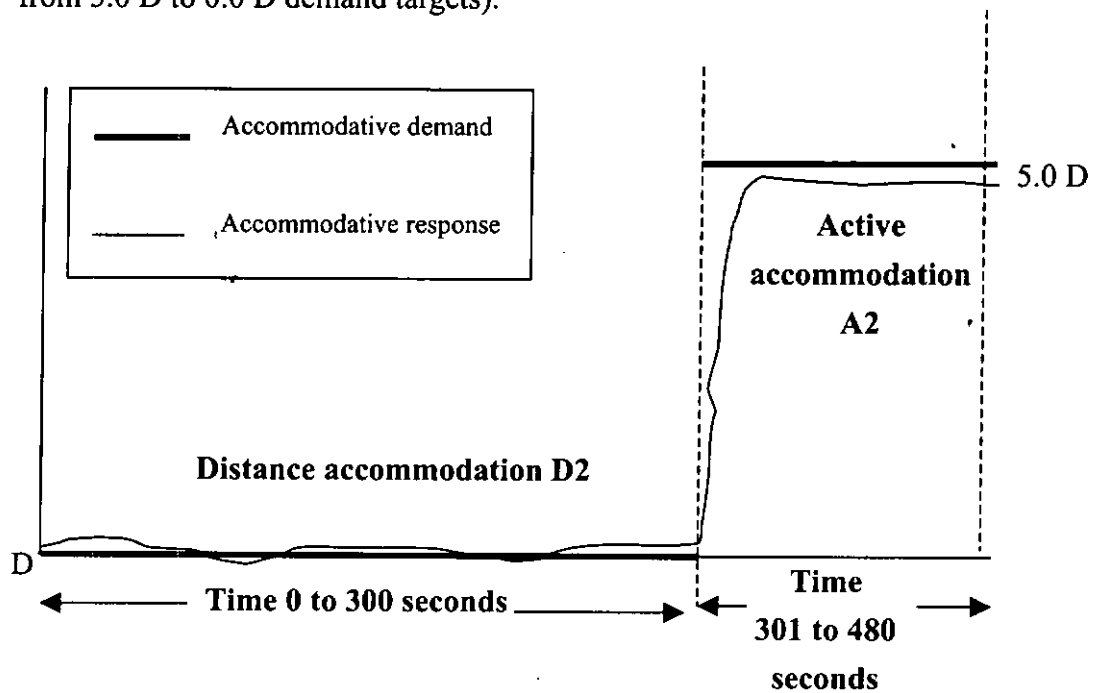 from 5.0 D to 0.0 D demand targets).
Accommodative demand
Accommodative response
5.0 D
Active
accommodation
A2
Distance accommodation D2
D
Time 0 to 300 seconds
Time
301 to 480
seconds